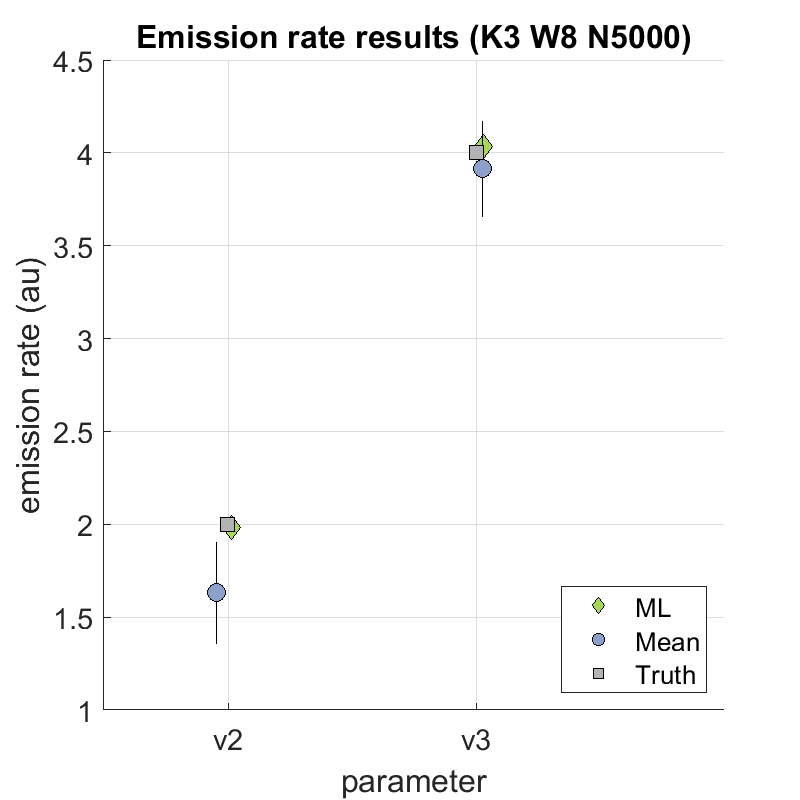 Emission rate results (K3 W8 N5000)
4.5
4
3.5
3
2.5
2
1.5
1
emission rate (au)
v2
v3
parameter
ML
Mean
Truth